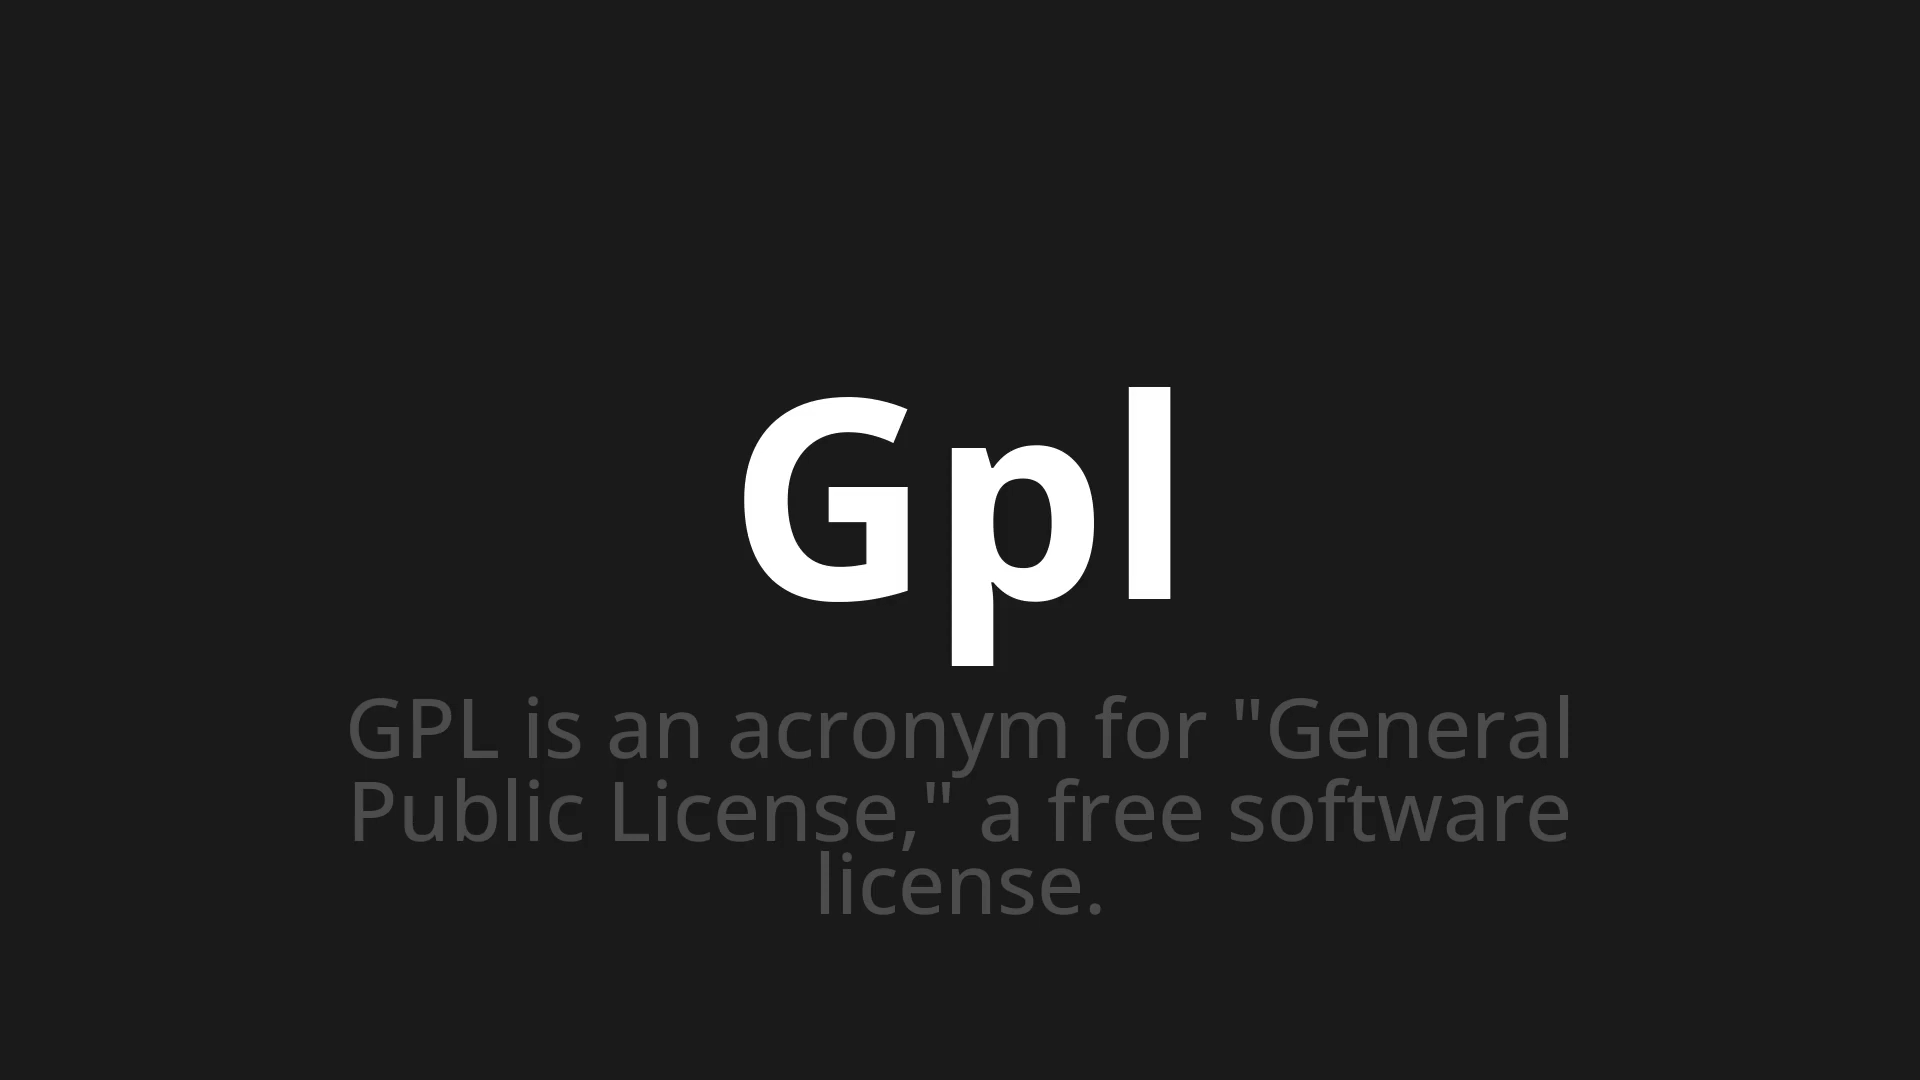 Gpl
GPL is an acronym for "General
Public License," a free software
license.